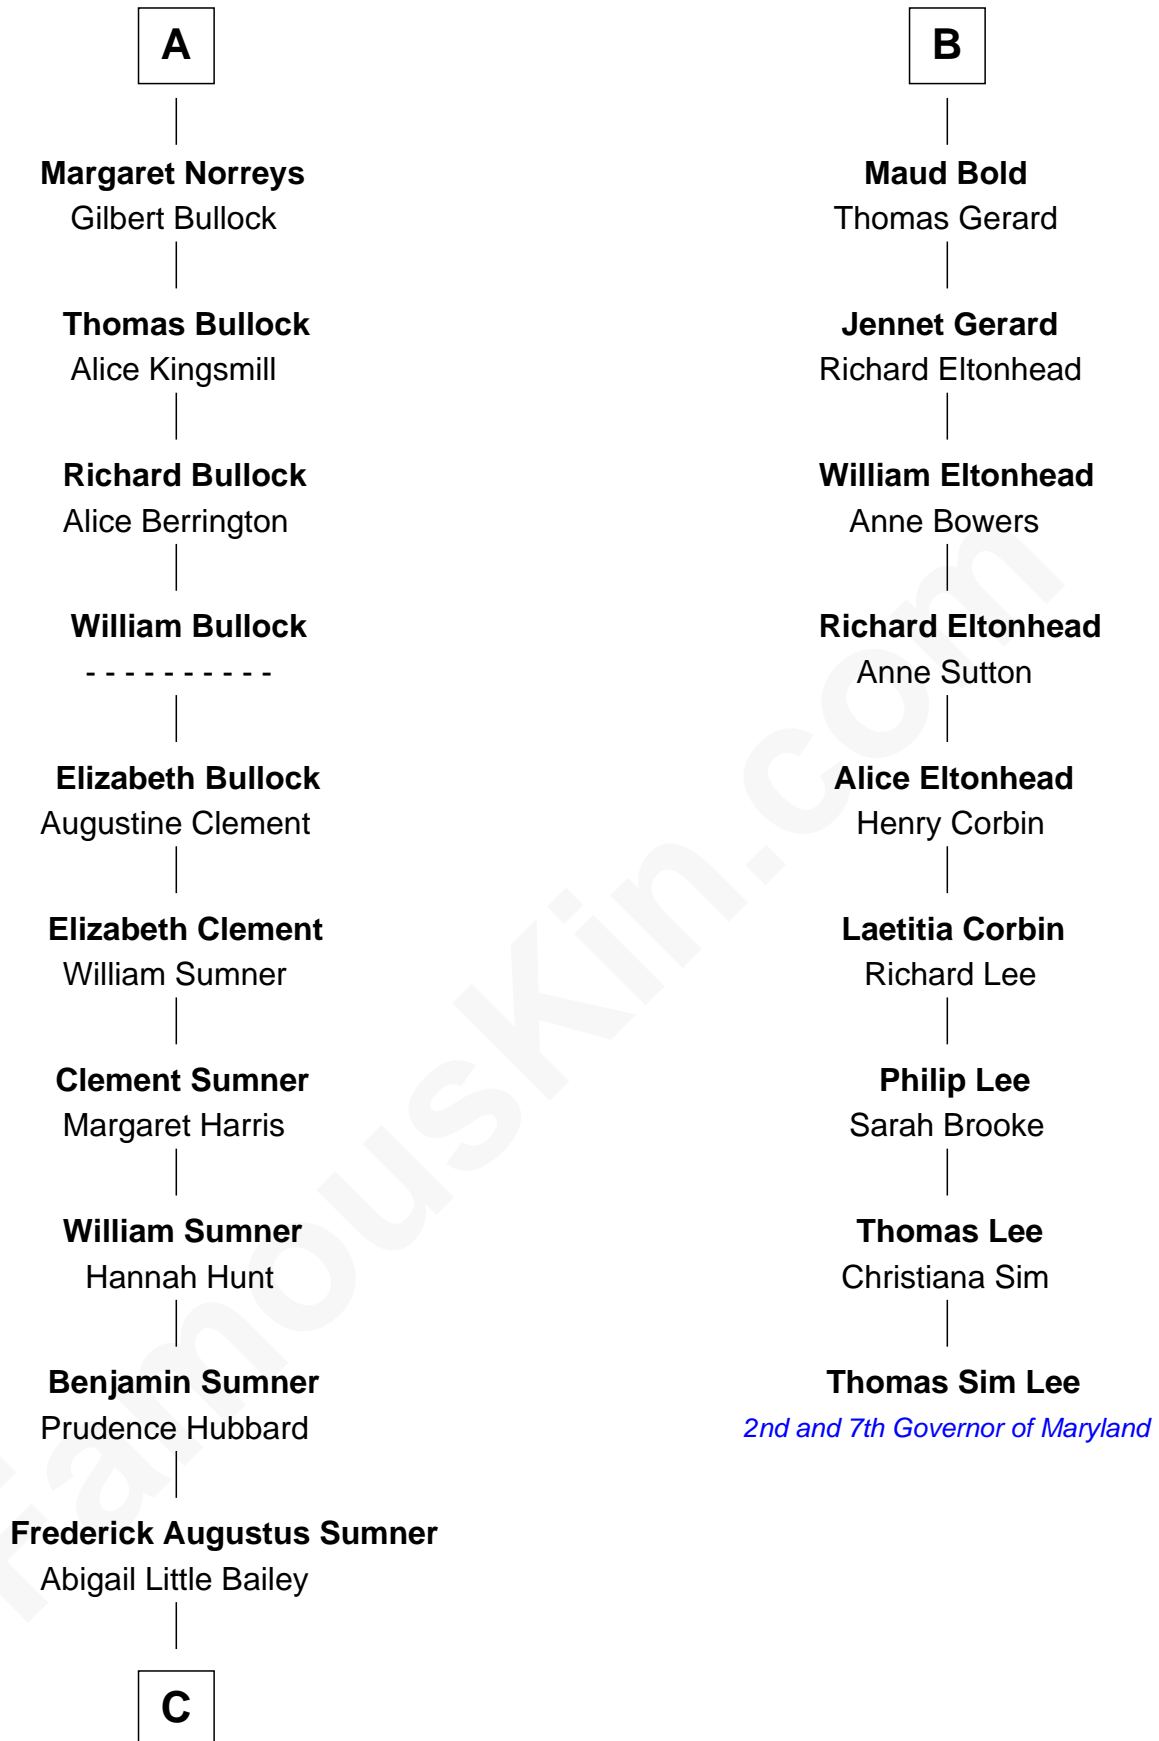 A
Margaret Norreys
Gilbert Bullock
Thomas Bullock
Alice Kingsmill
Richard Bullock
Alice Berrington
William Bullock
- - - - - - - - - -
Elizabeth Bullock
Augustine Clement
Elizabeth Clement
William Sumner
Clement Sumner
Margaret Harris
William Sumner
Hannah Hunt
Benjamin Sumner
Prudence Hubbard
Frederick Augustus Sumner
Abigail Little Bailey
C
B
Maud Bold
Thomas Gerard
Jennet Gerard
Richard Eltonhead
William Eltonhead
Anne Bowers
Richard Eltonhead
Anne Sutton
Alice Eltonhead
Henry Corbin
Laetitia Corbin
Richard Lee
Philip Lee
Sarah Brooke
Thomas Lee
Christiana Sim
Thomas Sim Lee
2nd and 7th Governor of Maryland
FamousKin.com